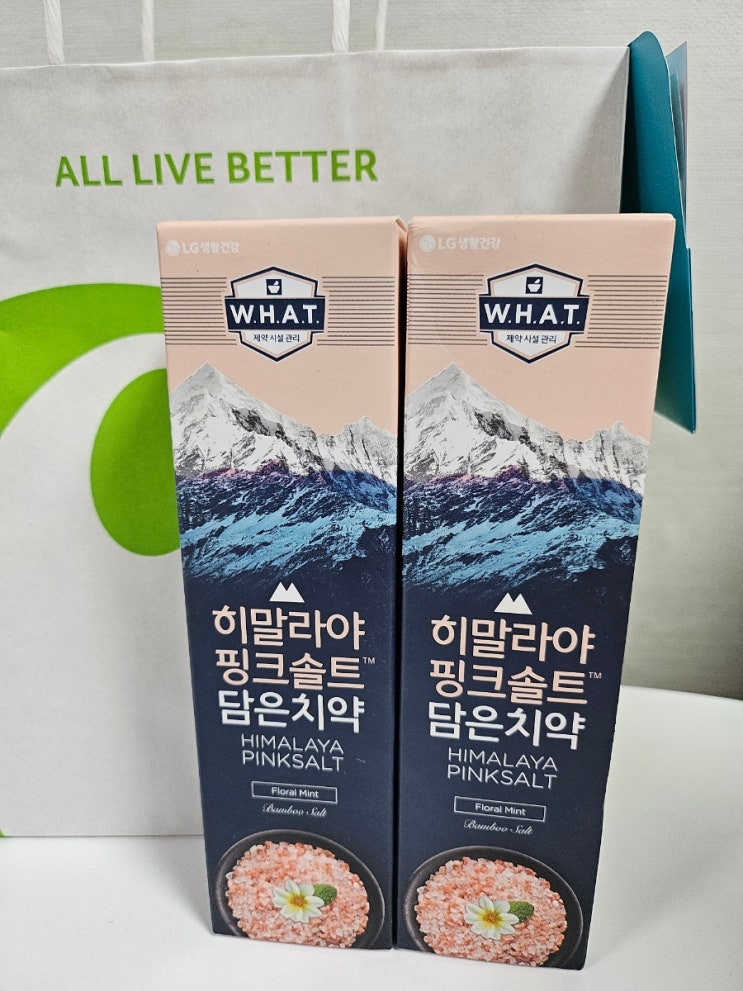 ALL LIVE BETTER
LG생활건강
W.H.A.T.
제약 시설 관리
히말라야
핑크솔트™
담은치약
HIMALAYA
PINKSALT
Floral Mint
Bamboo Salt
LG생활건강
W.H.A.T.
제약 시설 관리
히말라야
핑크솔트™
담은치약
HIMALAYA
PINKSALT
Floral Mint
Bamboo Salt